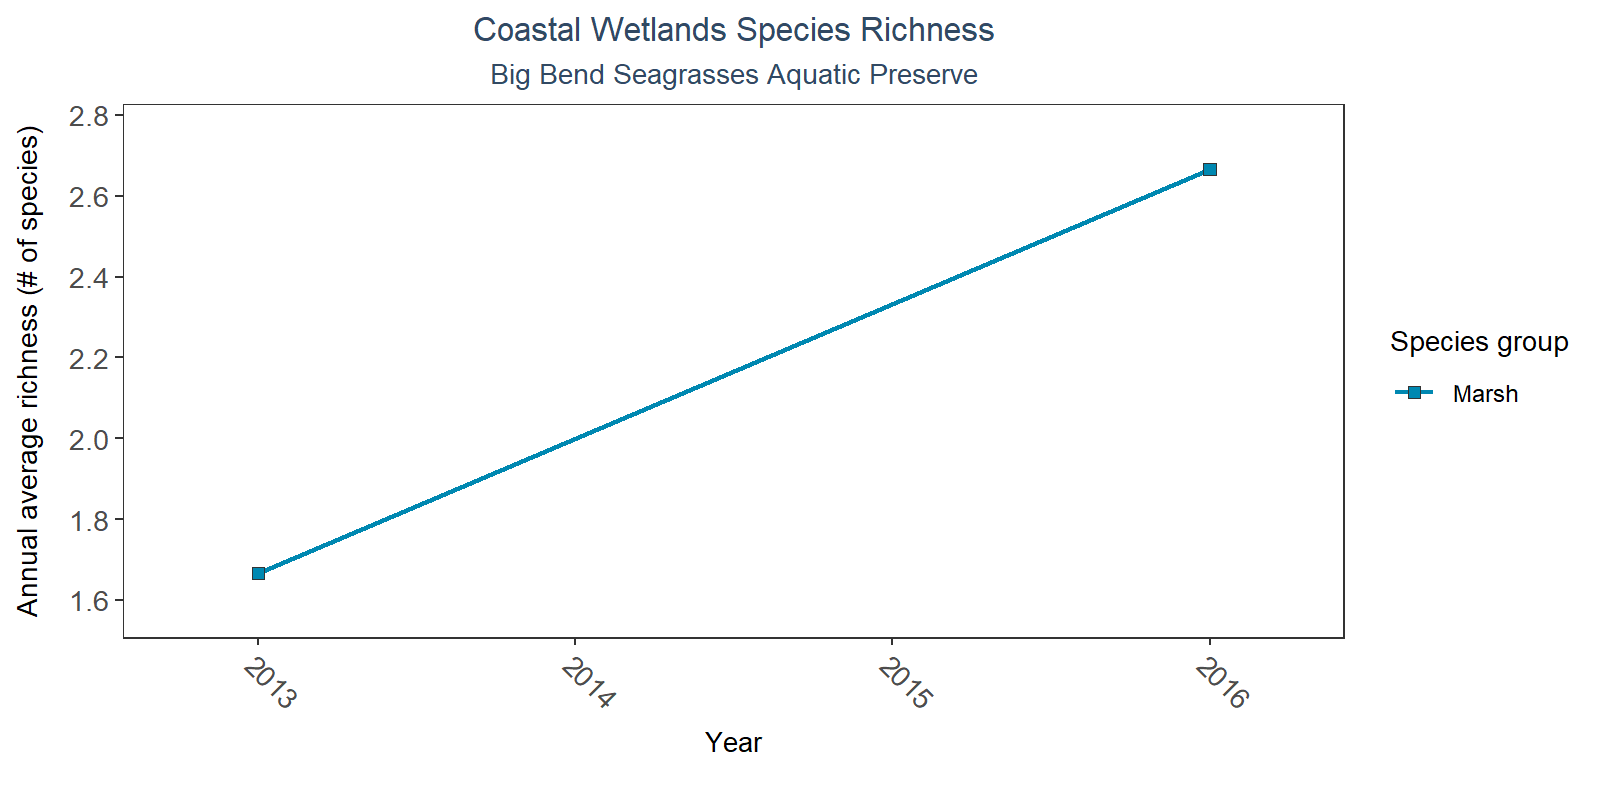 Coastal Wetlands Species Richness
Big Bend Seagrasses Aquatic Preserve
Annual average richness (# of species)
2.8
2.6
2.4
2.2
2.0
1.8
1.6
2013
2014
2015
2016
Year
Species group
Marsh